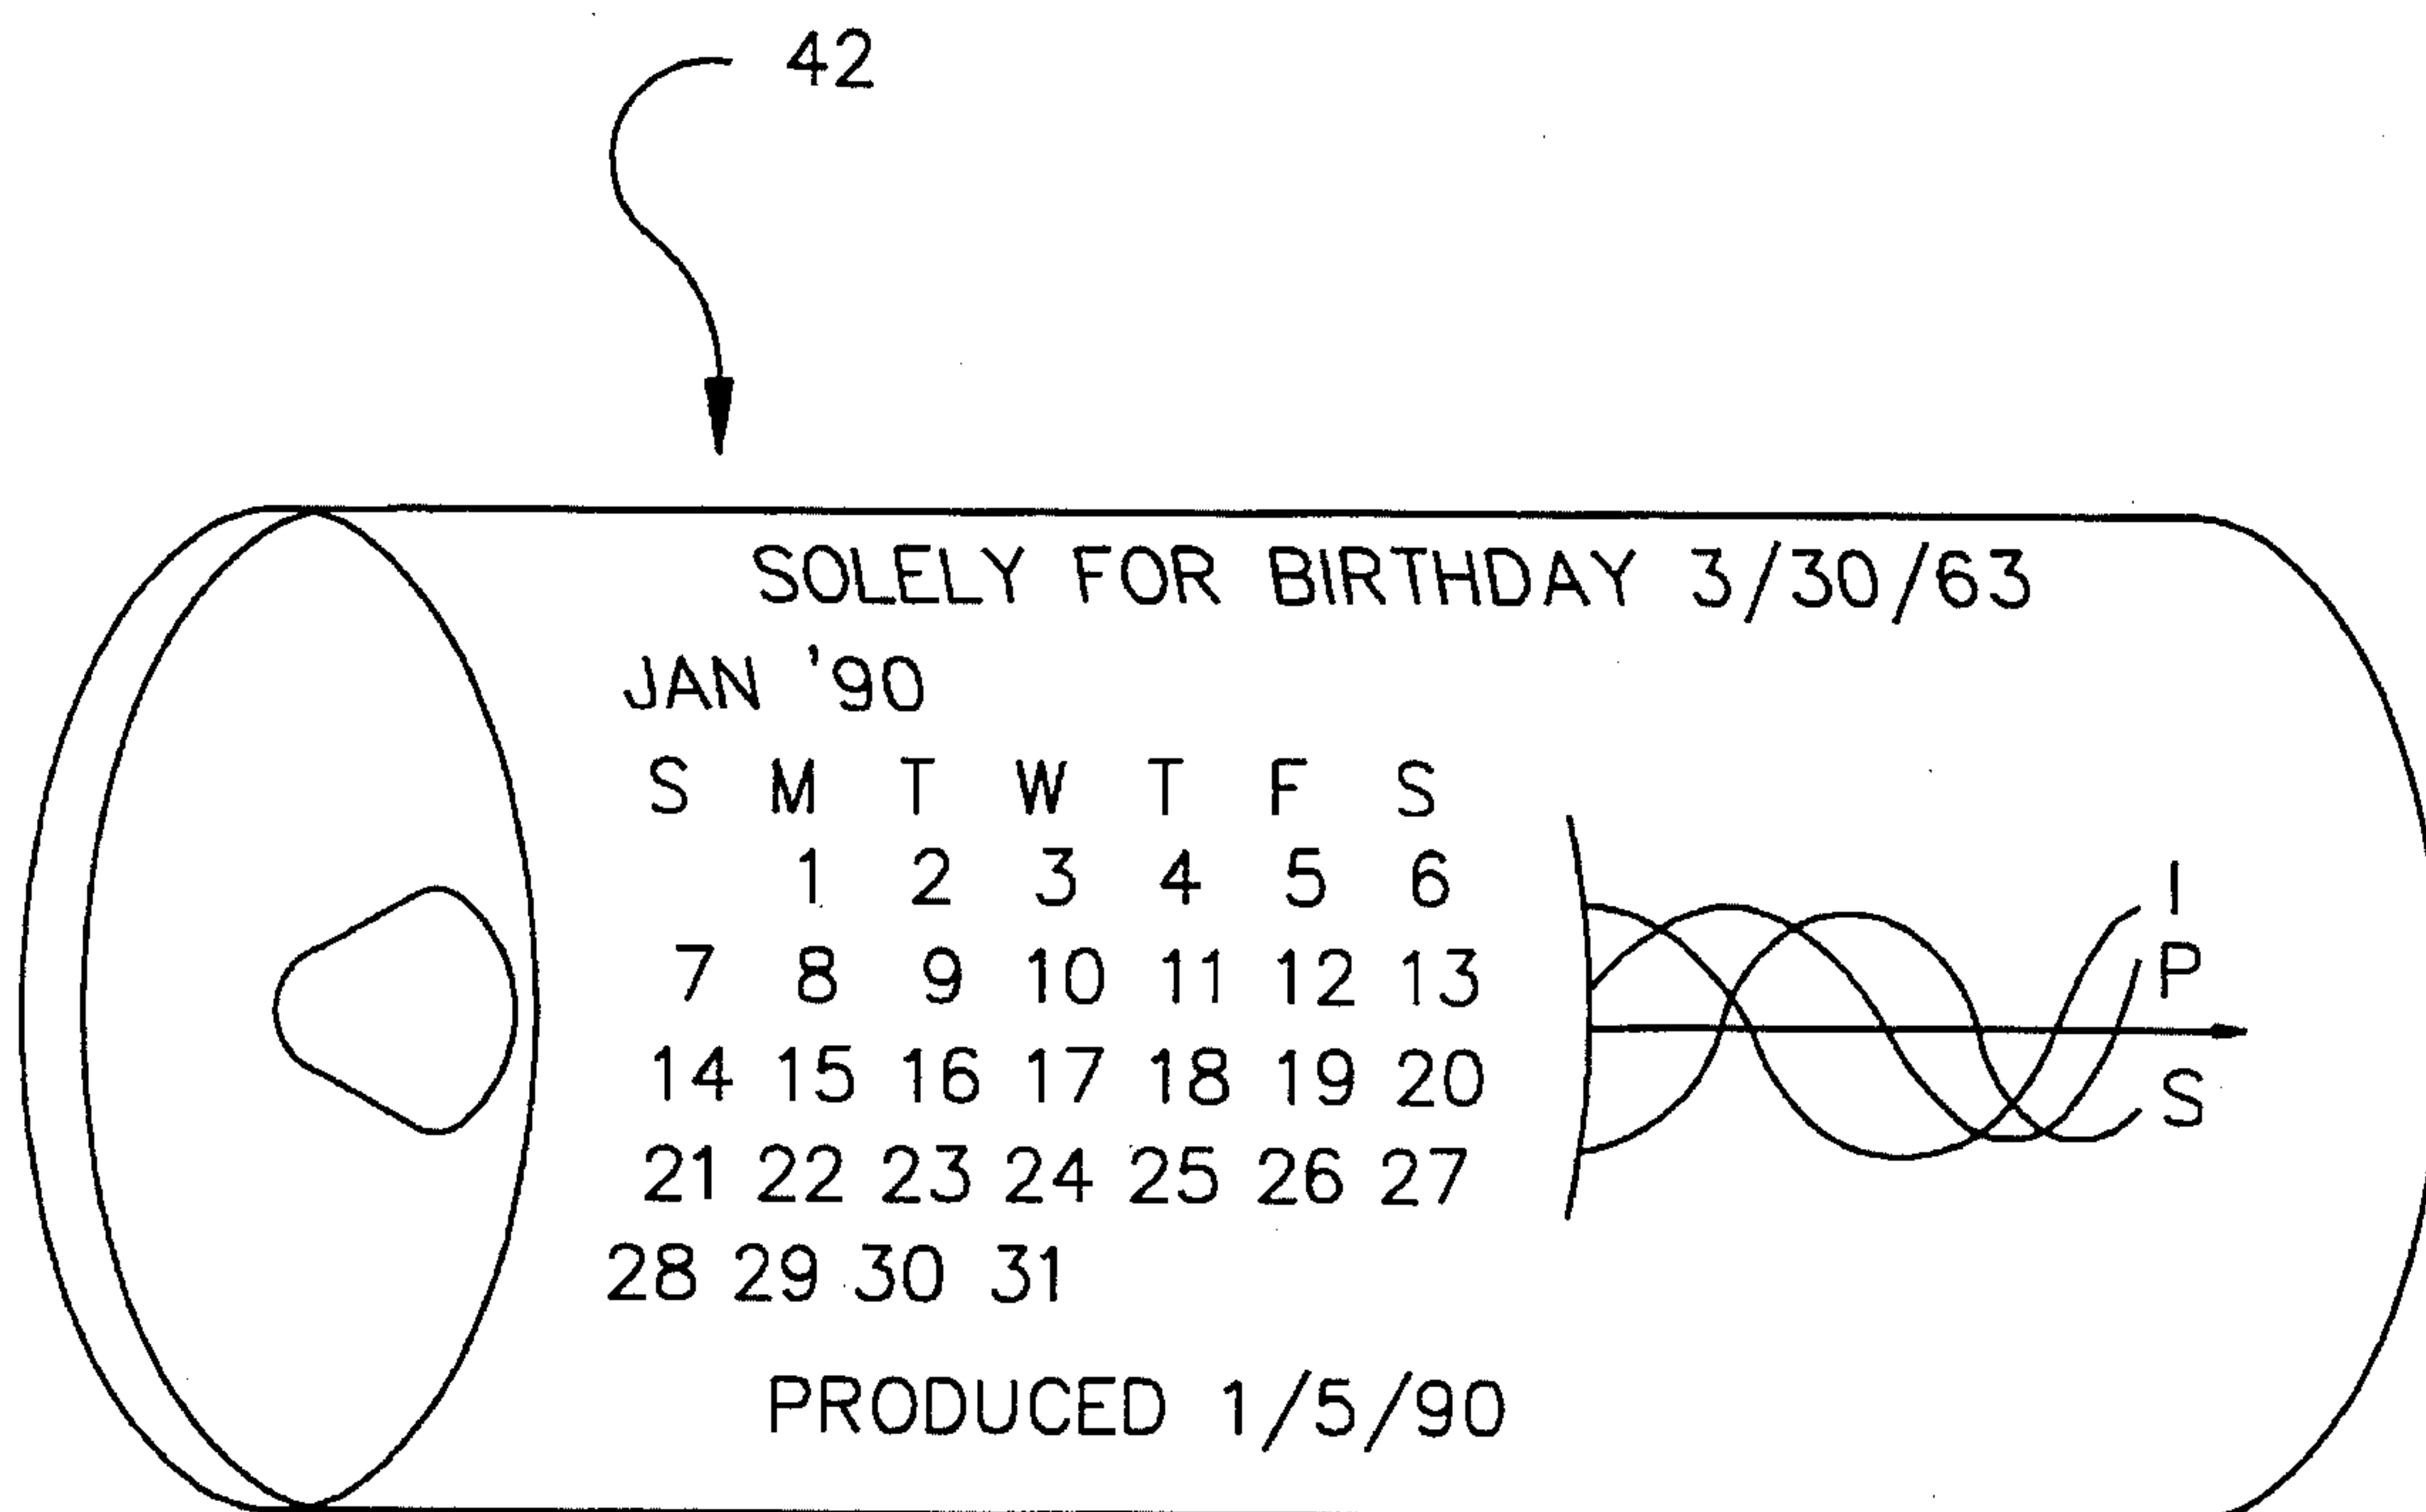 42
SOLELY FOR BIRTHDAY 3/30/63
JAN '90
S M T W T F S
1 2 3 4 5 6
7 8 9 10 11 12 13
14 15 16 17 18 19 20
21 22 23 24 25 26 27
28 29 30 31
I
P
S
PRODUCED 1/5/90